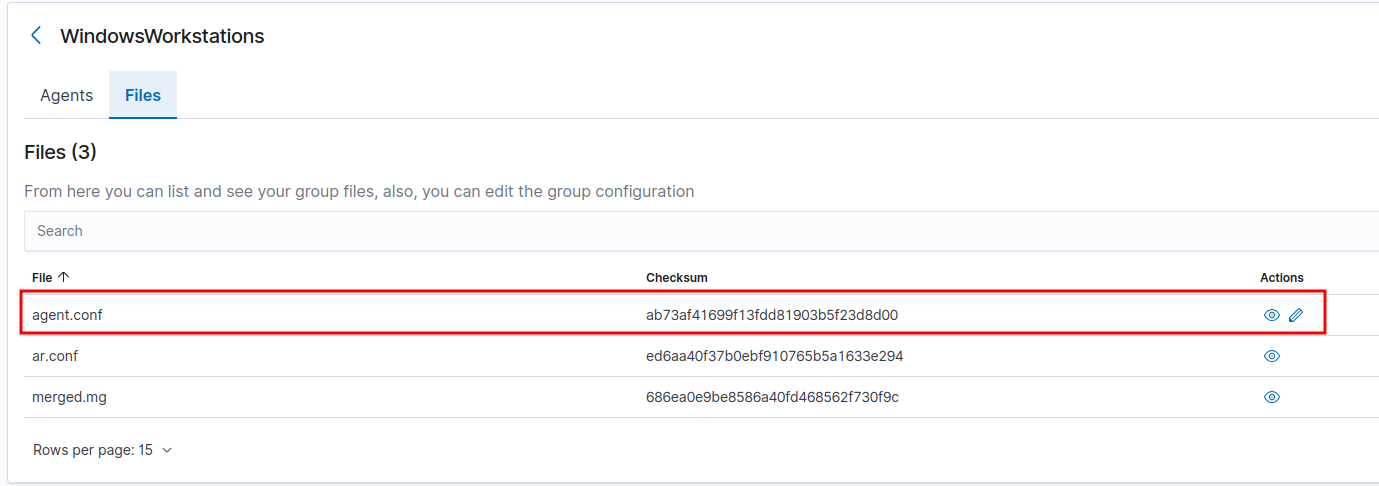 WindowsWorkstations
Agents Files
Files (3)
From here you can list and see your group files, also, you can edit the group configuration
Search
File Checksum Actions
agent.conf ab73af41699f13fdd81903b5f23d8d00
ar.conf ed6aa40f37b0ebf910765b5a1633e294
merged.mg 686ea0e9be8586a40fd468562f730f9c
Rows per page: 15